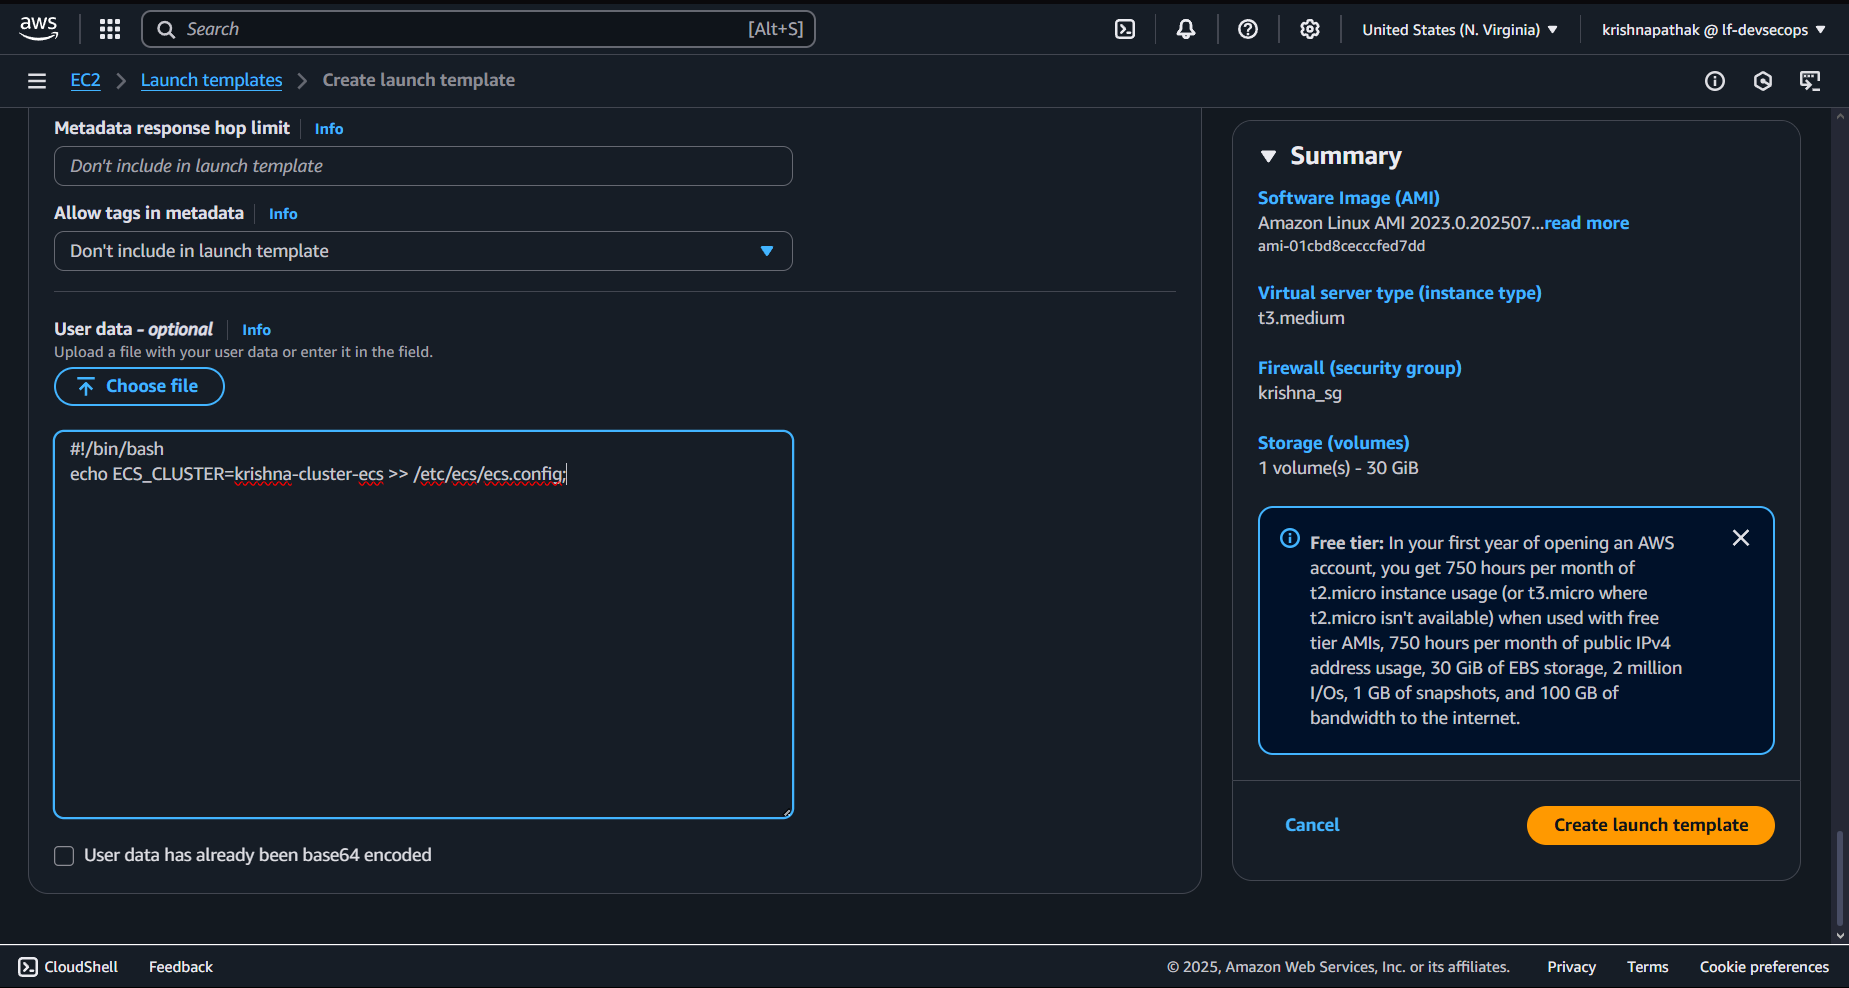 aws
Search [Alt+S]
United States (N. Virginia)
krishnapathak @ lf-devsecops
EC2
Launch templates
Create launch template
Metadata response hop limit
Info
Don't include in launch template
Allow tags in metadata
Info
Don't include in launch template
User data - optional
Info
Upload a file with your user data or enter it in the field.
Choose file
#!/bin/bash
echo ECS_CLUSTER=krishna-cluster-ecs >> /etc/ecs/ecs.config;
User data has already been base64 encoded
Summary
Software Image (AMI)
Amazon Linux AMI 2023.0.202507...read more
ami-01cbd8cecccfed7dd
Virtual server type (instance type)
t3.medium
Firewall (security group)
krishna_sg
Storage (volumes)
1 volume(s) - 30 GiB
Free tier: In your first year of opening an AWS
account, you get 750 hours per month of
t2.micro instance usage (or t3.micro where
t2.micro isn't available) when used with free
tier AMIs, 750 hours per month of public IPv4
address usage, 30 GiB of EBS storage, 2 million
I/Os, 1 GB of snapshots, and 100 GB of
bandwidth to the internet.
Cancel
Create launch template
CloudShell
Feedback
© 2025, Amazon Web Services, Inc. or its affiliates.
Privacy
Terms
Cookie preferences